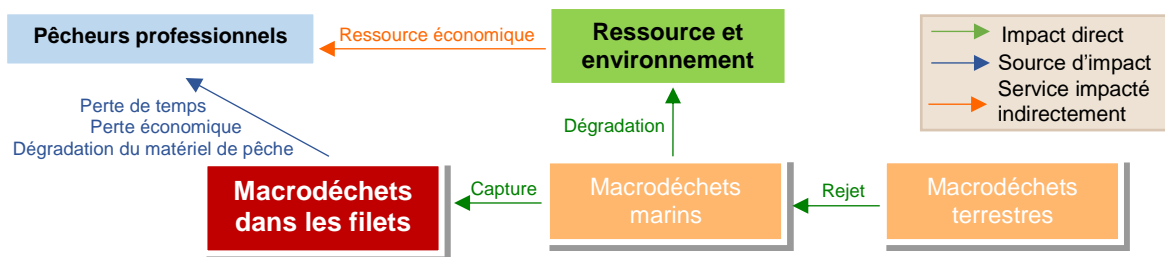 Pêcheurs professionnels
Ressource économique
Ressource et
environnement
Impact direct
Source d'impact
Service impacté
indirectement
Perte de temps
Perte économique
Dégradation du matériel de pêche
Dégradation
Macrodéchets
dans les filets
Capture
Macrodéchets
marins
Rejet
Macrodéchets
terrestres